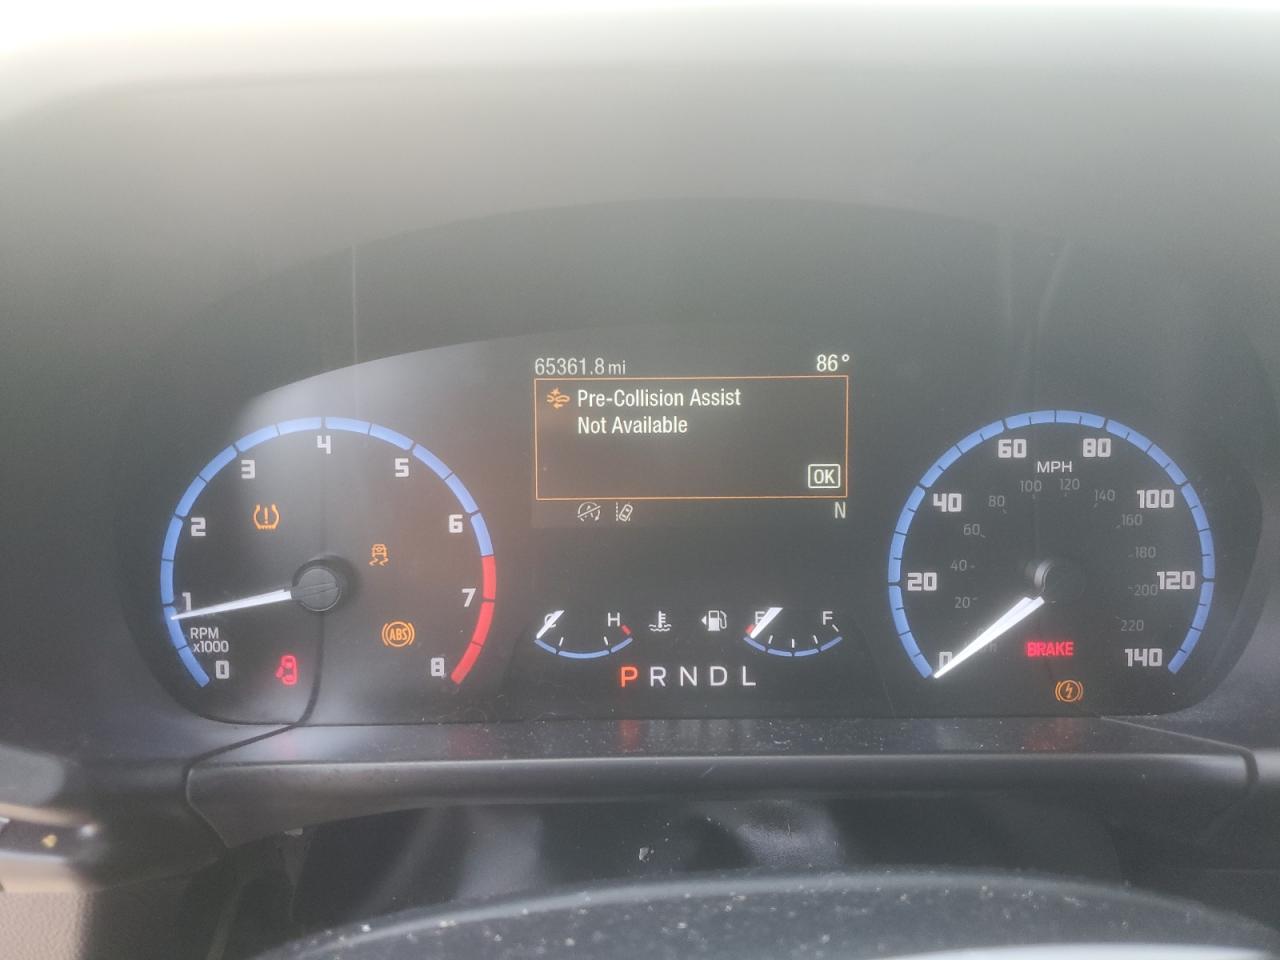 65361.8 mi
86°
Pre-Collision Assist
Not Available
OK
N
0
1
2
3
4
5
6
7
8
RPM
x1000
ABS
C
H
E
F
P R N D L
0
20
40
60
80
100
120
140
MPH
20
40
60
80
100
120
140
160
180
200
220
BRAKE